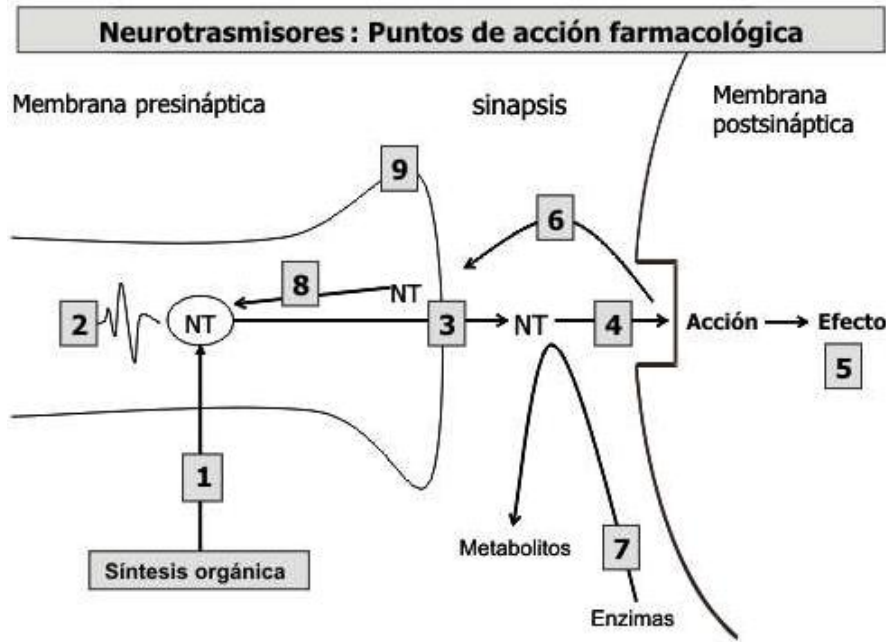 Neurotrasmisores : Puntos de acción farmacológica
Membrana presináptica
sinapsis
Membrana
postsináptica
9
6
8
NT
2
NT
3
NT
4
Acción
Efecto
5
1
Metabolitos
7
Síntesis orgánica
Enzimas